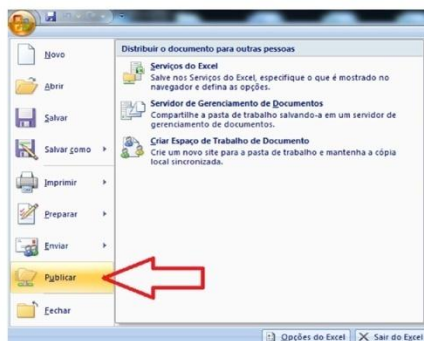 Novo
Abrir
Salvar
Salvar como
Imprimir
Preparar
Enviar
Publicar
Fechar
Distribuir o documento para outras pessoas
Serviços do Excel
Salve nos Serviços do Excel, especifique o que é mostrado no
navegador e defina as opções.
Servidor de Gerenciamento de Documentos
Compartilhe a pasta de trabalho salvando-a em um servidor de
gerenciamento de documentos.
Criar Espaço de Trabalho de Documento
Crie um novo site para a pasta de trabalho e mantenha a cópia
local sincronizada.
Opções do Excel
Sair do Excel